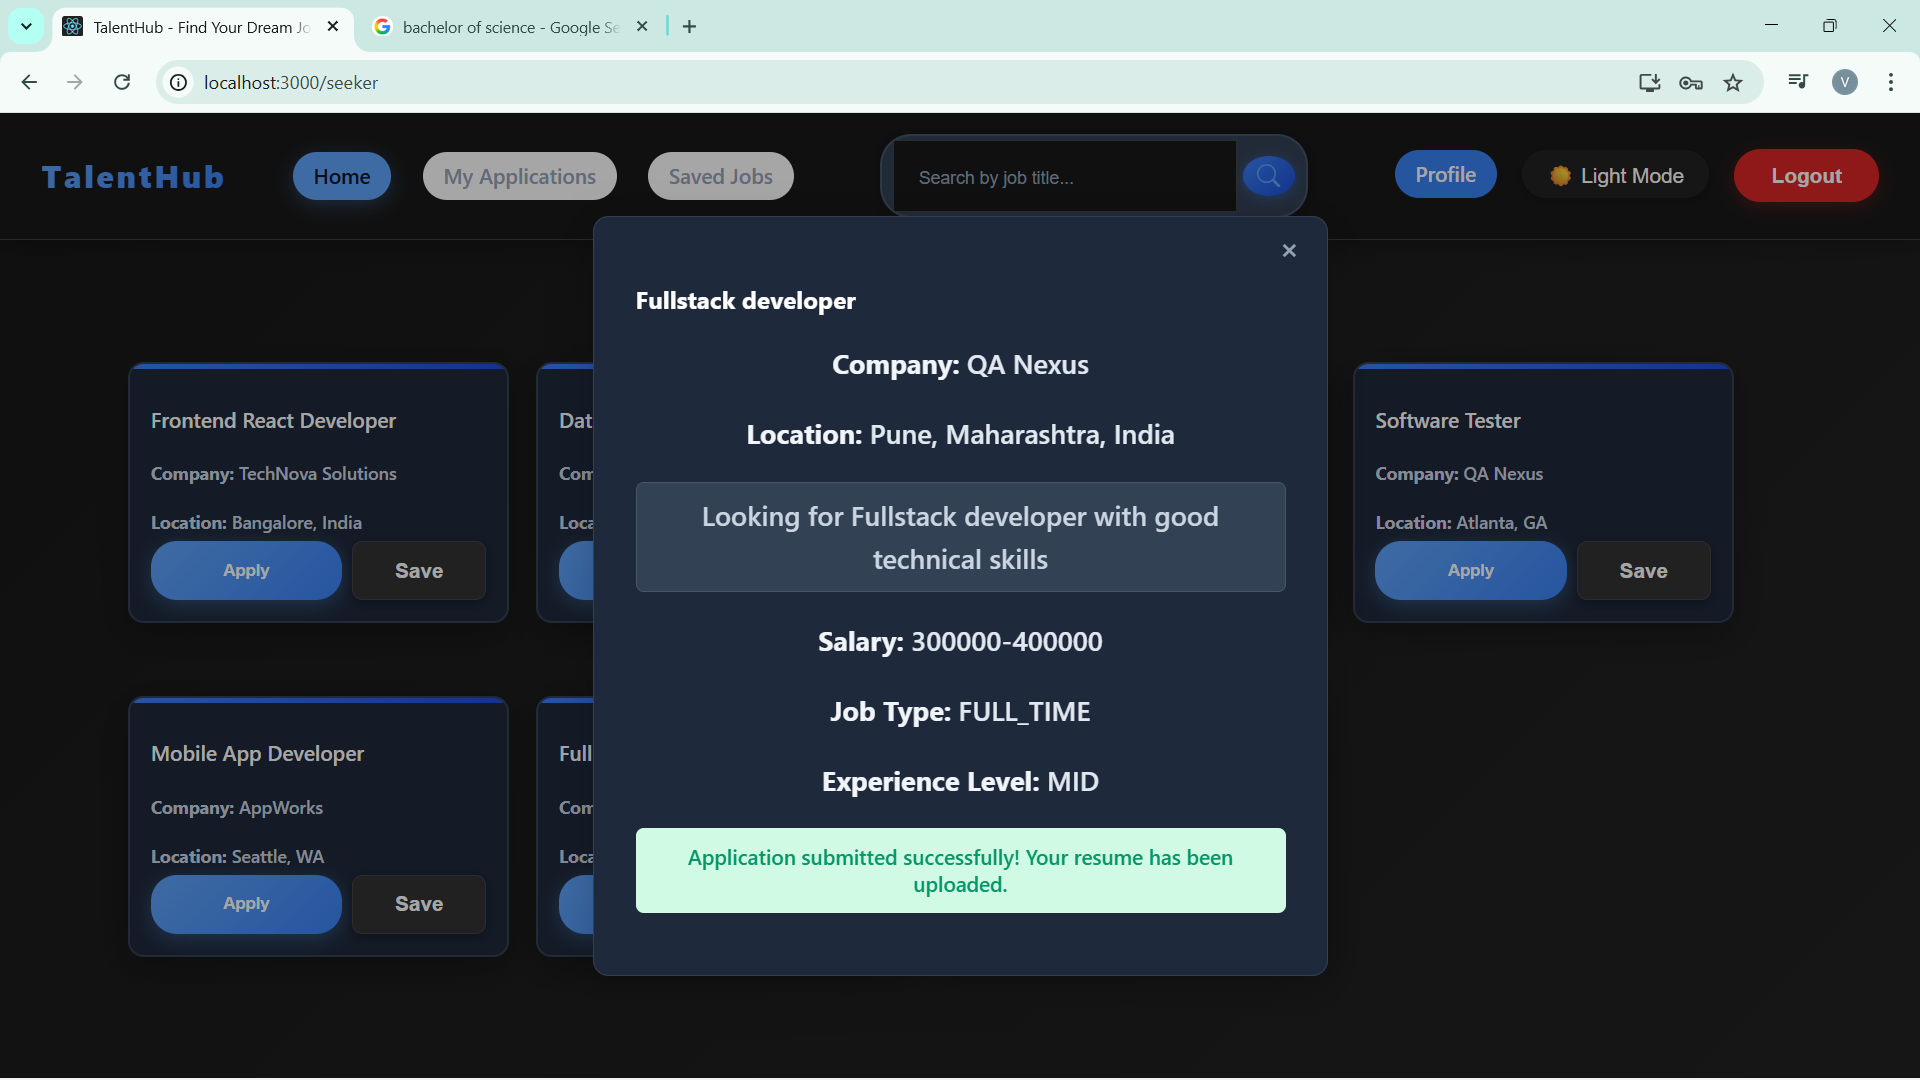 TalentHub - Find Your Dream Jo
bachelor of science - Google Se
localhost:3000/seeker
V
TalentHub
Home
My Applications
Saved Jobs
Search by job title...
Profile
Light Mode
Logout
Fullstack developer
Company: QA Nexus
Location: Pune, Maharashtra, India
Looking for Fullstack developer with good
technical skills
Salary: 300000-400000
Job Type: FULL_TIME
Experience Level: MID
Application submitted successfully! Your resume has been
uploaded.
Frontend React Developer
Company: TechNova Solutions
Location: Bangalore, India
Apply
Save
Dat
Com
Loca
Software Tester
Company: QA Nexus
Location: Atlanta, GA
Apply
Save
Mobile App Developer
Company: AppWorks
Location: Seattle, WA
Apply
Save
Full
Com
Loca